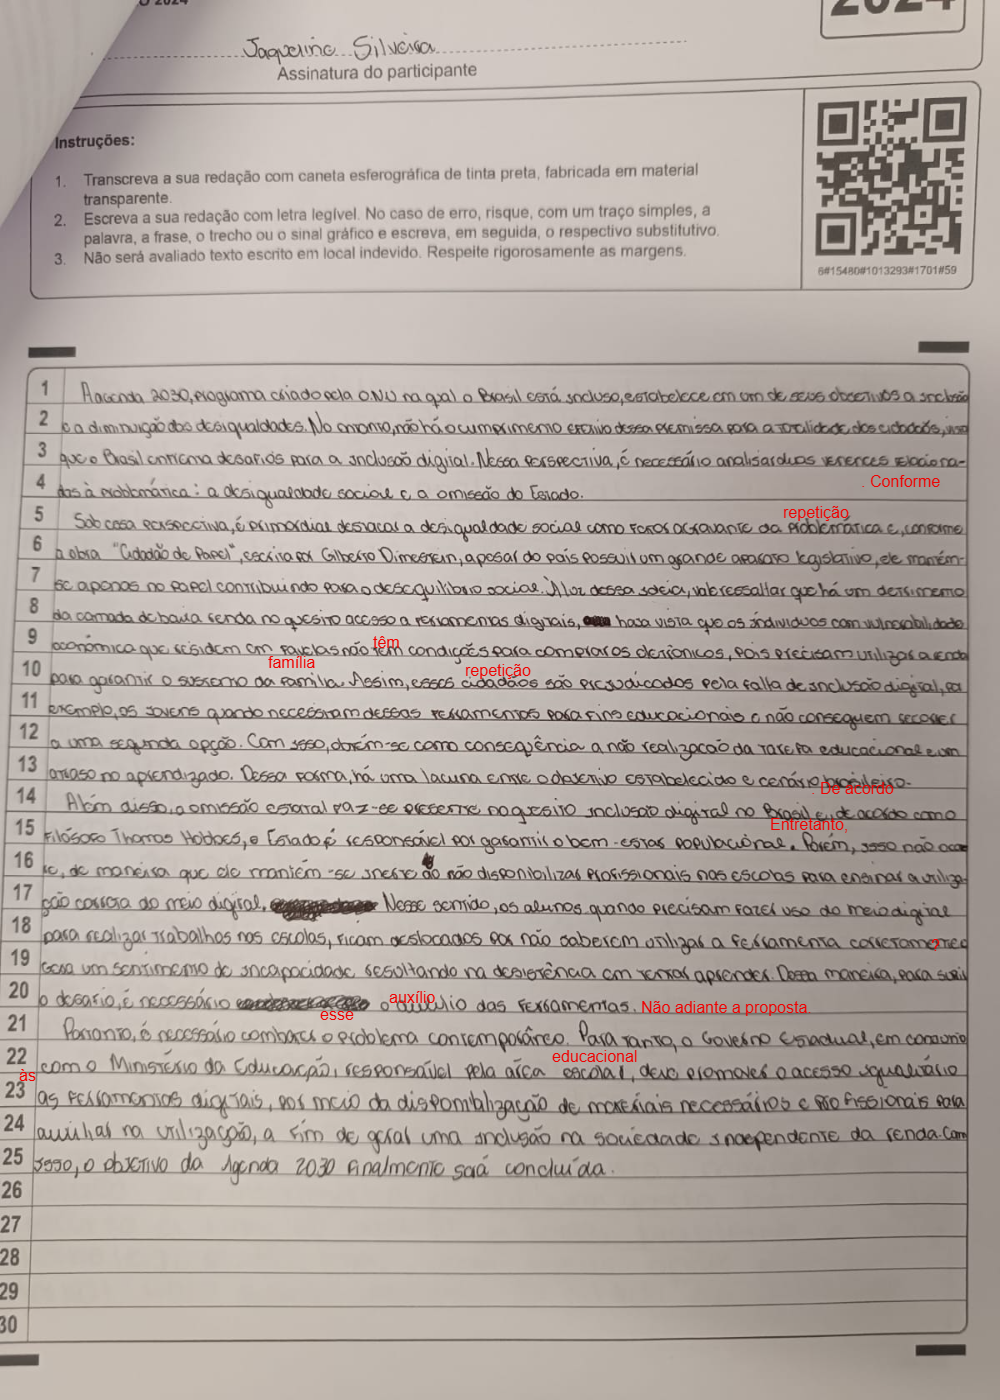 2024
Jaqueline Silveira
Assinatura do participante
Instruções:
1. Transcreva a sua redação com caneta esferográfica de tinta preta, fabricada em material
transparente.
2. Escreva a sua redação com letra legível. No caso de erro, risque, com um traço simples, a
palavra, a frase, o trecho ou o sinal gráfico e escreva, em seguida, o respectivo substitutivo.
3. Não será avaliado texto escrito em local indevido. Respeite rigorosamente as margens.
6#15480#1013293#1701#59
1 A agenda 2030, programa criado pela ONU na qual o Brasil está incluso, estabelece em um de seus objetivos a inclusão
2 e a diminuição das desigualdades. No entanto, não há o cumprimento efetivo dessa premissa para a totalidade dos cidadãos, visto
3 que o Brasil enfrenta desafios para a inclusão digital. Nessa perspectiva, é necessário analisar duas vertentes relaciona-
4 das à problemática: a desigualdade social e a omissão do Estado.
. Conforme
repetição
5 Sob essa perspectiva, é primordial destacar a desigualdade social como fator agravante da problemática e, conforme
6 a obra "Cidadão de Papel", escrita por Gilberto Dimenstein, apesar do país possuir um grande aparato legislativo, ele mantém-
7 se apenas no papel contribuindo para o desequilíbrio social. À luz dessa ideia, vale ressaltar que há um detrimento
8 da camada de baixa renda no quesito acesso a ferramentas digitais, haja vista que os indivíduos com vulnerabilidade
9 econômica que residem em favelas não têm condições para comprar os eletrônicos, pois precisam utilizar a renda
têm
família
repetição
10 para garantir o sustento da família. Assim, esses cidadãos são prejudicados pela falta de inclusão digital, por
11 exemplo, os jovens quando necessitam dessas ferramentas para fins educacionais e não conseguem recorrer
12 a uma segunda opção. Com isso, obtém-se como consequência a não realização da tarefa educacional e um
13 atraso no aprendizado. Dessa forma, há uma lacuna entre o objetivo estabelecido e cenário brasileiro.
De acordo
14 Além disso, a omissão estatal faz-se presente no quesito inclusão digital no Brasil e, de acordo com o
Entretanto,
15 filósofo Thomas Hobbes, o Estado é responsável por garantir o bem-estar populacional. Porém, isso não ocor
16 re, de maneira que ele mantém-se inerte ao não disponibilizar profissionais nas escolas para ensinar a utiliza-
17 ção correta do meio digital. Nesse sentido, os alunos quando precisam fazer uso do meio digital
18 para realizar trabalhos nas escolas, ficam deslocados por não saberem utilizar a ferramenta corretamente e
19 gera um sentimento de incapacidade resultando na desistência em tentar aprender. Dessa maneira, para suprir
20 o desafio, é necessário o auxílio das ferramentas.
auxílio
Não adiante a proposta
esse
21 Portanto, é necessário combater o problema contemporâneo. Para tanto, o Governo Estadual, em conjunto
educacional
22 com o Ministério da Educação, responsável pela área escolar, deve promover o acesso igualitário
às
23 as ferramentas digitais, por meio da disponibilização de materiais necessários e profissionais para
24 auxiliar na utilização, a fim de gerar uma inclusão na sociedade independente da renda. Com
25 isso, o objetivo da Agenda 2030 finalmente será concluída.
26
27
28
29
30